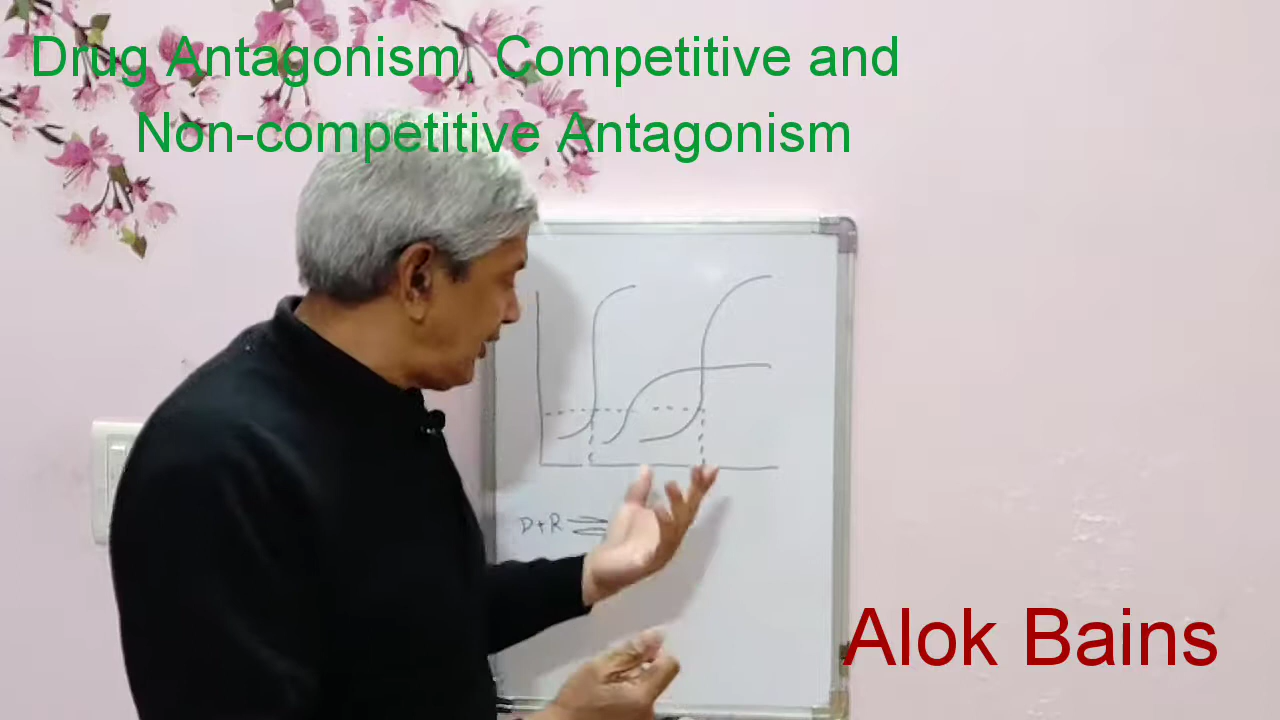 Drug Antagonism, Competitive and
Non-competitive Antagonism
D+R ⇌
Alok Bains